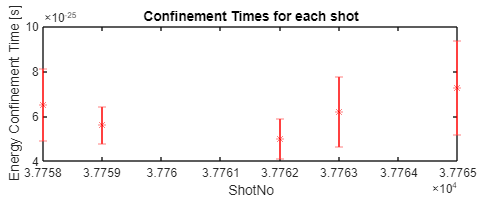 Confinement Times for each shot
×10-25
Energy Confinement Time [s]
10
8
6
4
3.7758 3.7759 3.776 3.7761 3.7762 3.7763 3.7764 3.7765
ShotNo
×10⁴